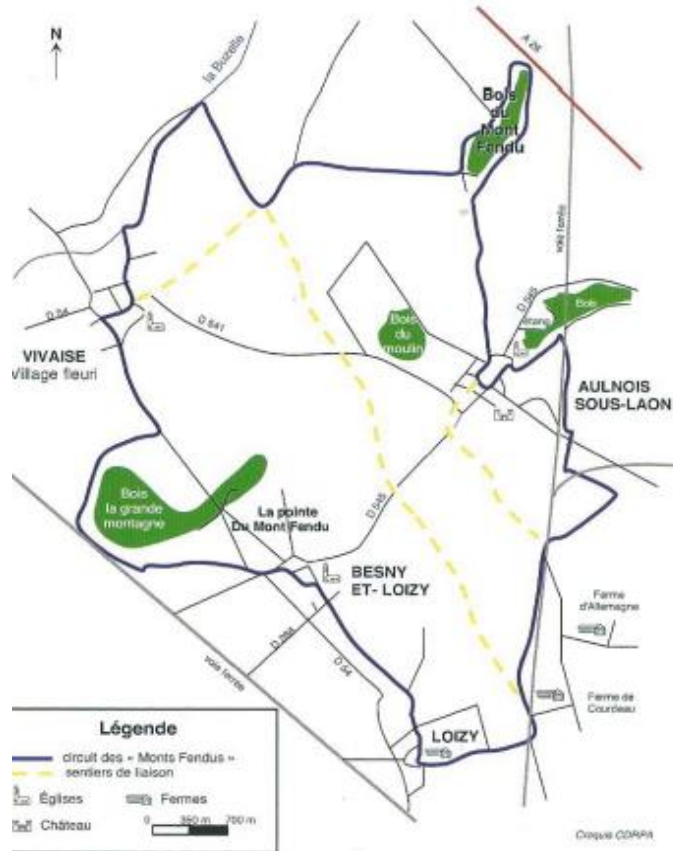 N
la Buzelle
A 26
Bois
du
Mont
Fendu
voie ferrée
D 54
D 541
VIVAISE
Village fleuri
Bois
du
moulin
D 545
étang
Bois
AULNOIS
SOUS-LAON
Bois
la grande
montagne
La pointe
Du Mont Fendu
D 545
BESNY
ET- LOIZY
Ferme
d'Allemagne
voie ferrée
D 54
Ferme de
Courdeau
LOIZY
Légende
circuit des « Monts Fendus »
sentiers de liaison
Églises
Fermes
Château
0 350 m 700 m
Croquis CDRPA